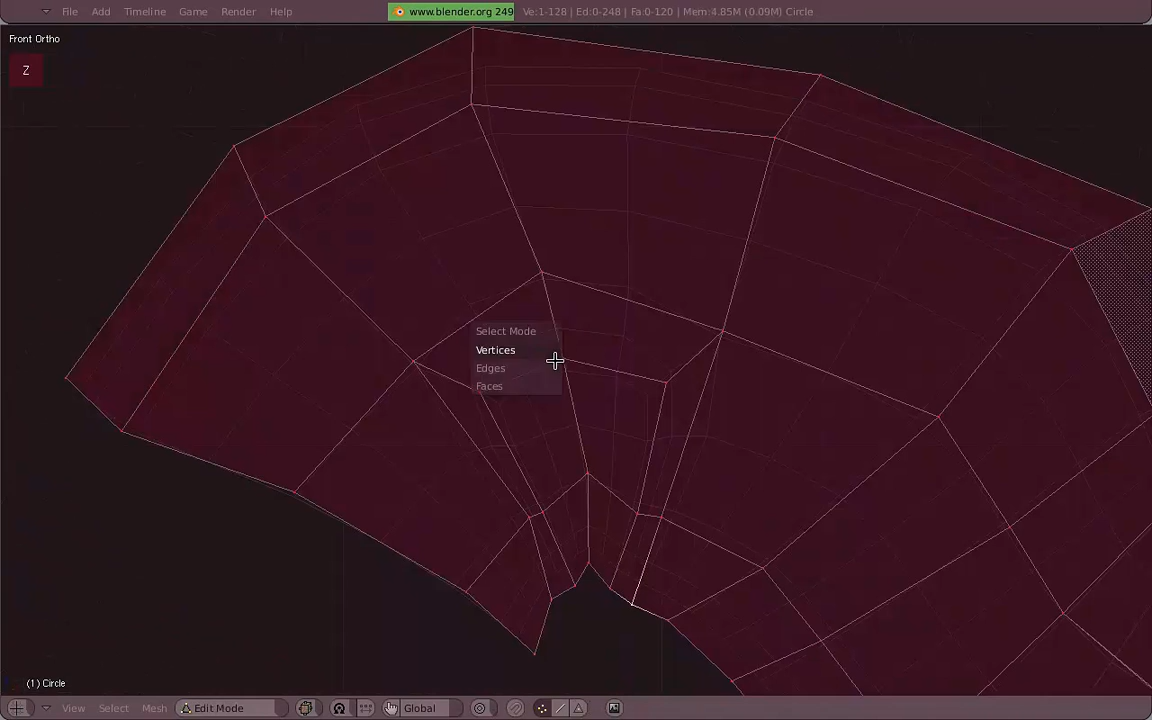 File Add Timeline Game Render Help www.blender.org 249 Ve:1-128 | Ed:0-248 | Fa:0-120 | Mem:4.85M (0.09M) Circle
Front Ortho
Z
Select Mode
Vertices
Edges
Faces
(1) Circle
View Select Mesh Edit Mode Global